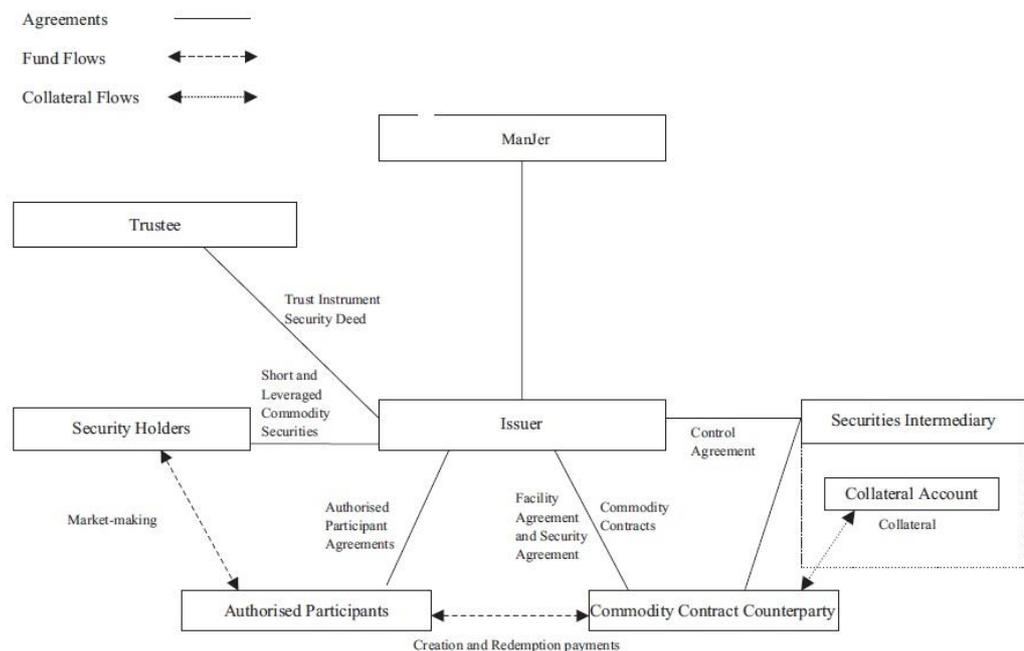 Agreements
Fund Flows
Collateral Flows
ManJer
Trustee
Trust Instrument
Security Deed
Short and
Leveraged
Commodity
Securities
Security Holders
Issuer
Securities Intermediary
Control
Agreement
Collateral Account
Collateral
Market-making
Authorised
Participant
Agreements
Facility
Agreement
and Security
Agreement
Commodity
Contracts
Authorised Participants
Commodity Contract Counterparty
Creation and Redemption payments